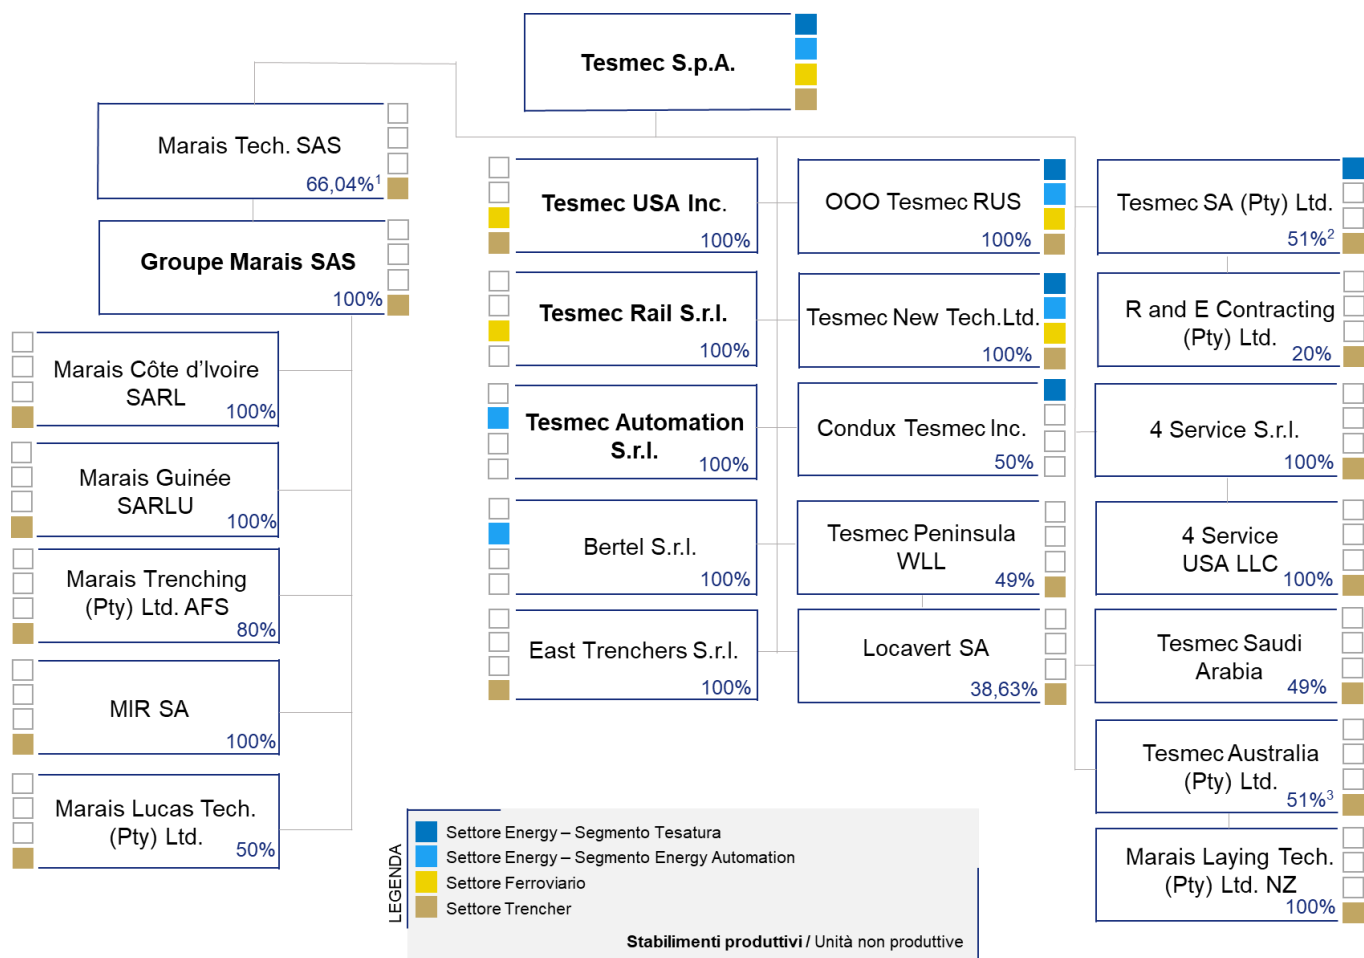 Tesmec S.p.A.
Marais Tech. SAS
66,04%1
Groupe Marais SAS
100%
Marais Côte d'Ivoire
SARL
100%
Marais Guinée
SARLU
100%
Marais Trenching
(Pty) Ltd. AFS
80%
MIR SA
100%
Marais Lucas Tech.
(Pty) Ltd.
50%
Tesmec USA Inc.
100%
Tesmec Rail S.r.l.
100%
Tesmec Automation
S.r.l.
100%
Bertel S.r.l.
100%
East Trenchers S.r.l.
100%
OOO Tesmec RUS
100%
Tesmec New Tech.Ltd.
100%
Condux Tesmec Inc.
50%
Tesmec Peninsula
WLL
49%
Locavert SA
38,63%
Tesmec SA (Pty) Ltd.
51%2
R and E Contracting
(Pty) Ltd.
20%
4 Service S.r.l.
100%
4 Service
USA LLC
100%
Tesmec Saudi
Arabia
49%
Tesmec Australia
(Pty) Ltd.
51%3
Marais Laying Tech.
(Pty) Ltd. NZ
100%
LEGENDA
Settore Energy – Segmento Tesatura
Settore Energy – Segmento Energy Automation
Settore Ferroviario
Settore Trencher
Stabilimenti produttivi / Unità non produttive